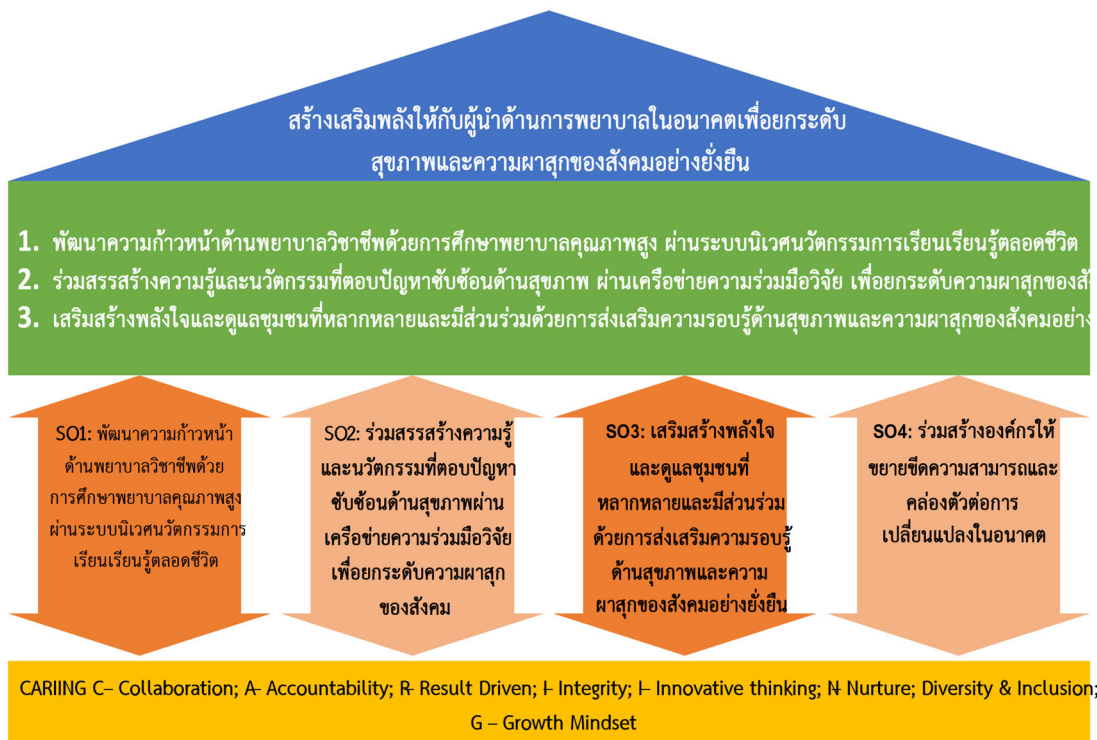 สร้างเสริมพลังให้กับผู้นำด้านการพยาบาลในอนาคตเพื่อยกระดับ
สุขภาพและความผาสุกของสังคมอย่างยั่งยืน
1. พัฒนาความก้าวหน้าด้านพยาบาลวิชาชีพด้วยการศึกษาพยาบาลคุณภาพสูง ผ่านระบบนิเวศนวัตกรรมการเรียนเรียนรู้ตลอดชีวิต
2. ร่วมสรรสร้างความรู้และนวัตกรรมที่ตอบปัญหาซับซ้อนด้านสุขภาพ ผ่านเครือข่ายความร่วมมือวิจัย เพื่อยกระดับความผาสุกของสั
3. เสริมสร้างพลังใจและดูแลชุมชนที่หลากหลายและมีส่วนร่วมด้วยการส่งเสริมความรอบรู้ด้านสุขภาพและความผาสุกของสังคมอย่าง
SO1: พัฒนาความก้าวหน้า
ด้านพยาบาลวิชาชีพด้วย
การศึกษาพยาบาลคุณภาพสูง
ผ่านระบบนิเวศนวัตกรรมการ
เรียนเรียนรู้ตลอดชีวิต
SO2: ร่วมสรรสร้างความรู้
และนวัตกรรมที่ตอบปัญหา
ซับซ้อนด้านสุขภาพผ่าน
เครือข่ายความร่วมมือวิจัย
เพื่อยกระดับความผาสุก
ของสังคม
SO3: เสริมสร้างพลังใจ
และดูแลชุมชนที่
หลากหลายและมีส่วนร่วม
ด้วยการส่งเสริมความรอบรู้
ด้านสุขภาพและความ
ผาสุกของสังคมอย่างยั่งยืน
SO4: ร่วมสร้างองค์กรให้
ขยายขีดความสามารถและ
คล่องตัวต่อการ
เปลี่ยนแปลงในอนาคต
CARIING C– Collaboration; A– Accountability; R– Result Driven; I– Integrity; I– Innovative thinking; N– Nurture; Diversity & Inclusion;
G – Growth Mindset